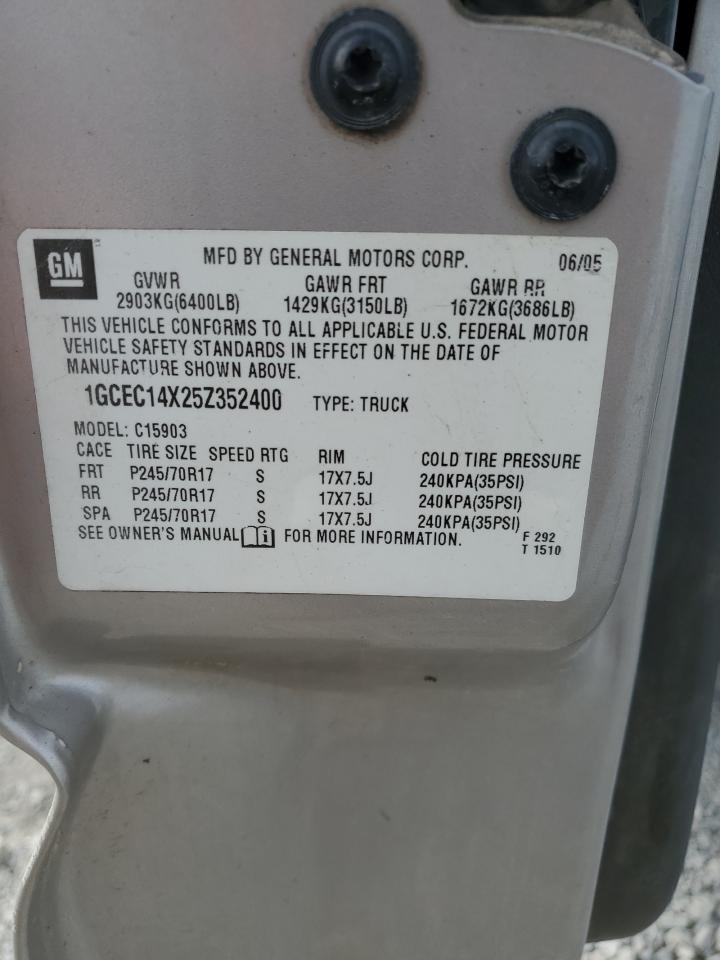 GM
MFD BY GENERAL MOTORS CORP. 06/05
GVWR GAWR FRT GAWR RR
2903KG(6400LB) 1429KG(3150LB) 1672KG(3686LB)
THIS VEHICLE CONFORMS TO ALL APPLICABLE U.S. FEDERAL MOTOR
VEHICLE SAFETY STANDARDS IN EFFECT ON THE DATE OF
MANUFACTURE SHOWN ABOVE.
1GCEC14X25Z352400 TYPE: TRUCK
MODEL: C15903
CACE TIRE SIZE SPEED RTG RIM COLD TIRE PRESSURE
FRT P245/70R17 S 17X7.5J 240KPA(35PSI)
RR P245/70R17 S 17X7.5J 240KPA(35PSI)
SPA P245/70R17 S 17X7.5J 240KPA(35PSI)
SEE OWNER'S MANUAL i FOR MORE INFORMATION. F 292
T 1510